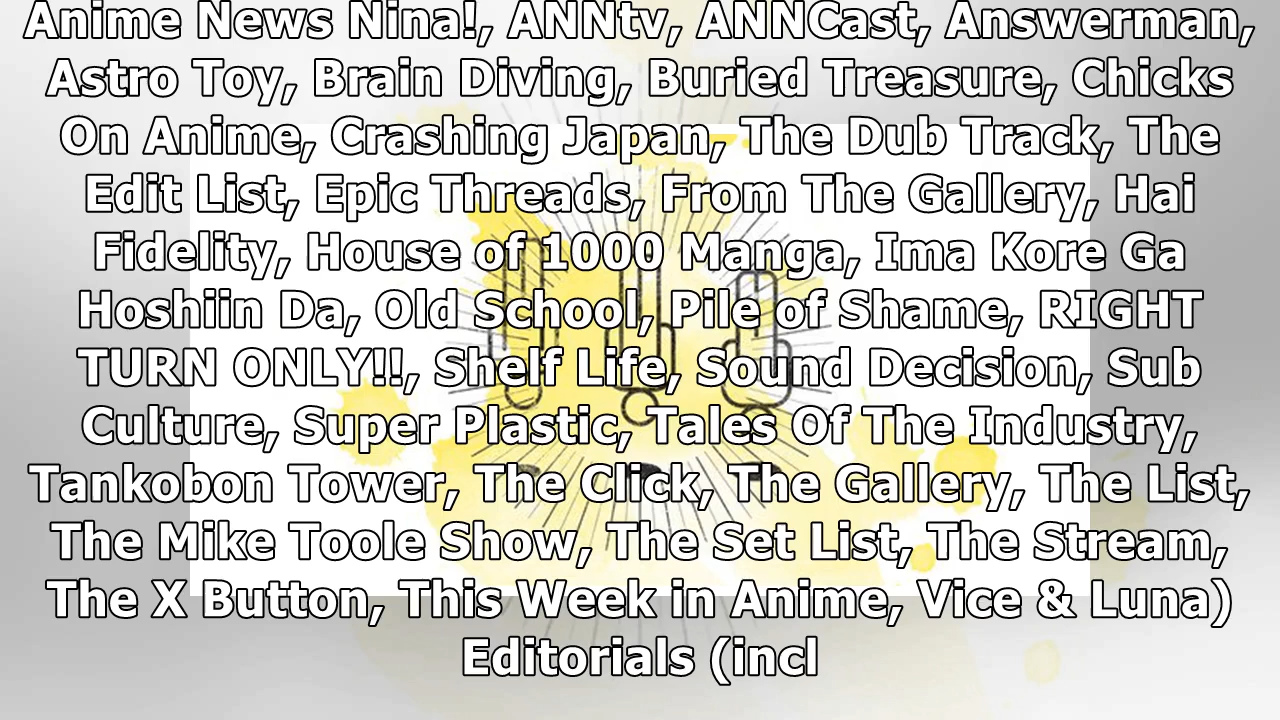 Anime News Nina!, ANNtv, ANNCast, Answerman,
Astro Toy, Brain Diving, Buried Treasure, Chicks
On Anime, Crashing Japan, The Dub Track, The
Edit List, Epic Threads, From The Gallery, Hai
Fidelity, House of 1000 Manga, Ima Kore Ga
Hoshiin Da, Old School, Pile of Shame, RIGHT
TURN ONLY!!, Shelf Life, Sound Decision, Sub
Culture, Super Plastic, Tales Of The Industry,
Tankobon Tower, The Click, The Gallery, The List,
The Mike Toole Show, The Set List, The Stream,
The X Button, This Week in Anime, Vice & Luna)
Editorials (incl